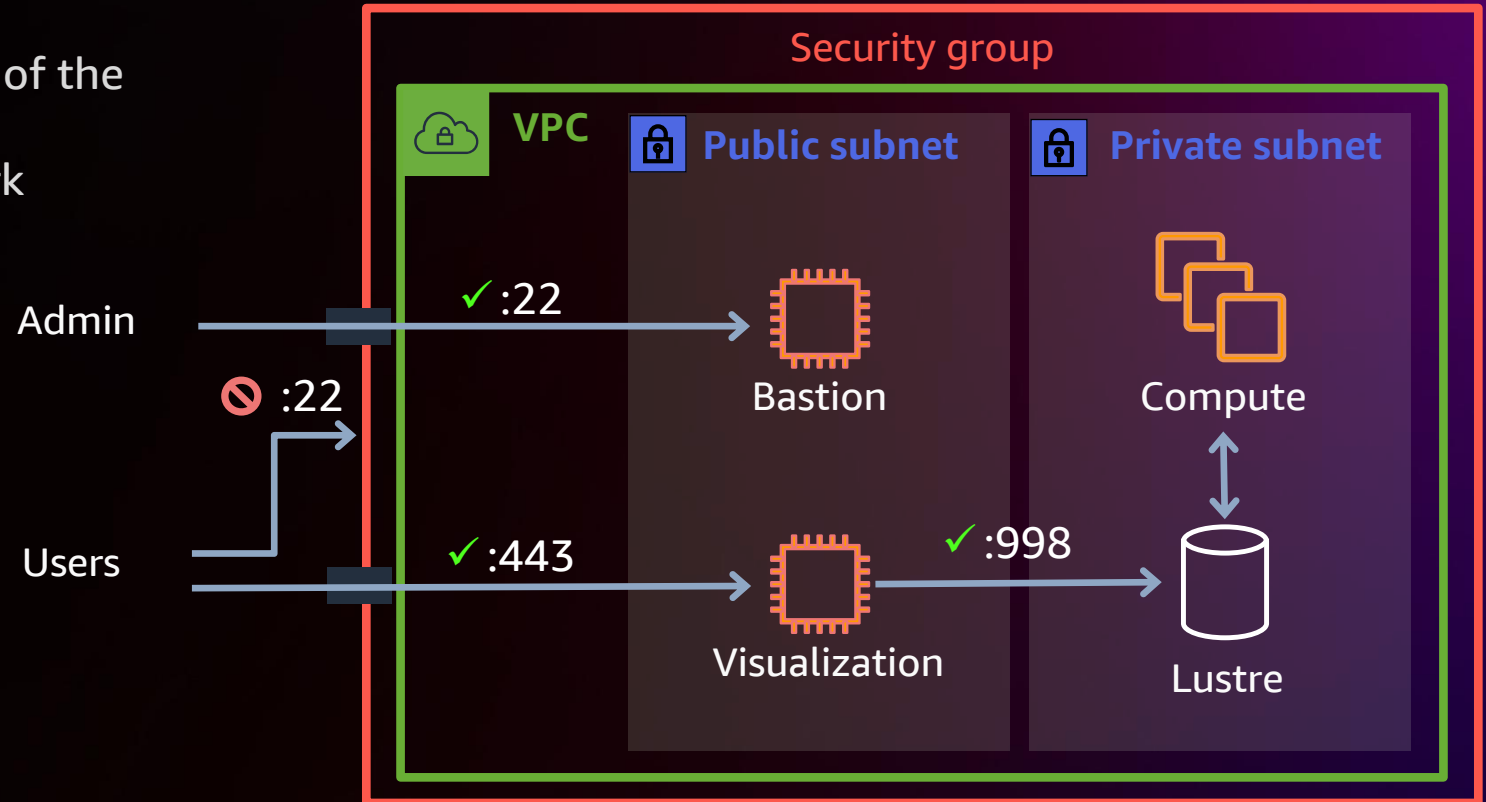 of the
k
Security group
VPC
Public subnet
Private subnet
Admin
✓:22
:22
Bastion
Compute
Users
✓:443
✓:998
Visualization
Lustre